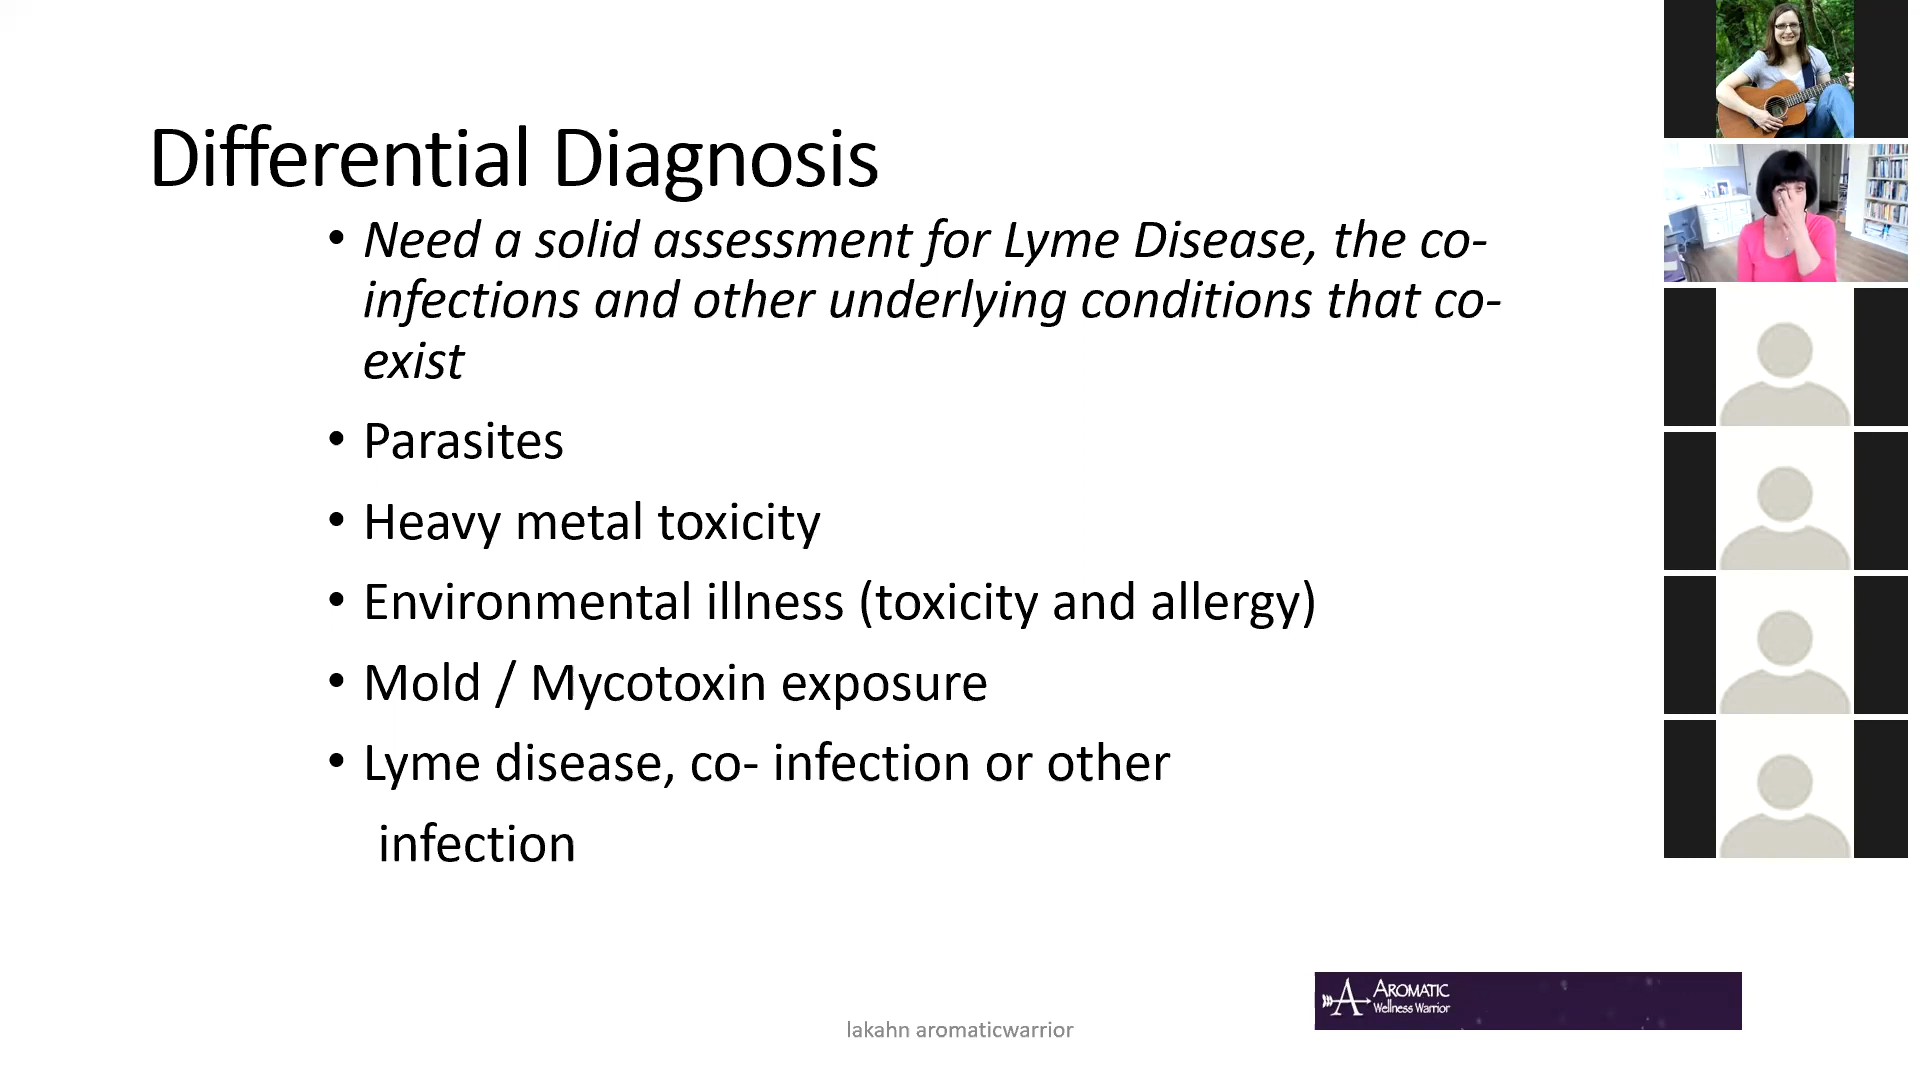 Differential Diagnosis
• Need a solid assessment for Lyme Disease, the co-
infections and other underlying conditions that co-
exist
• Parasites
• Heavy metal toxicity
• Environmental illness (toxicity and allergy)
• Mold / Mycotoxin exposure
• Lyme disease, co- infection or other
infection
AROMATIC
Wellness Warrior
lakahn aromaticwarrior